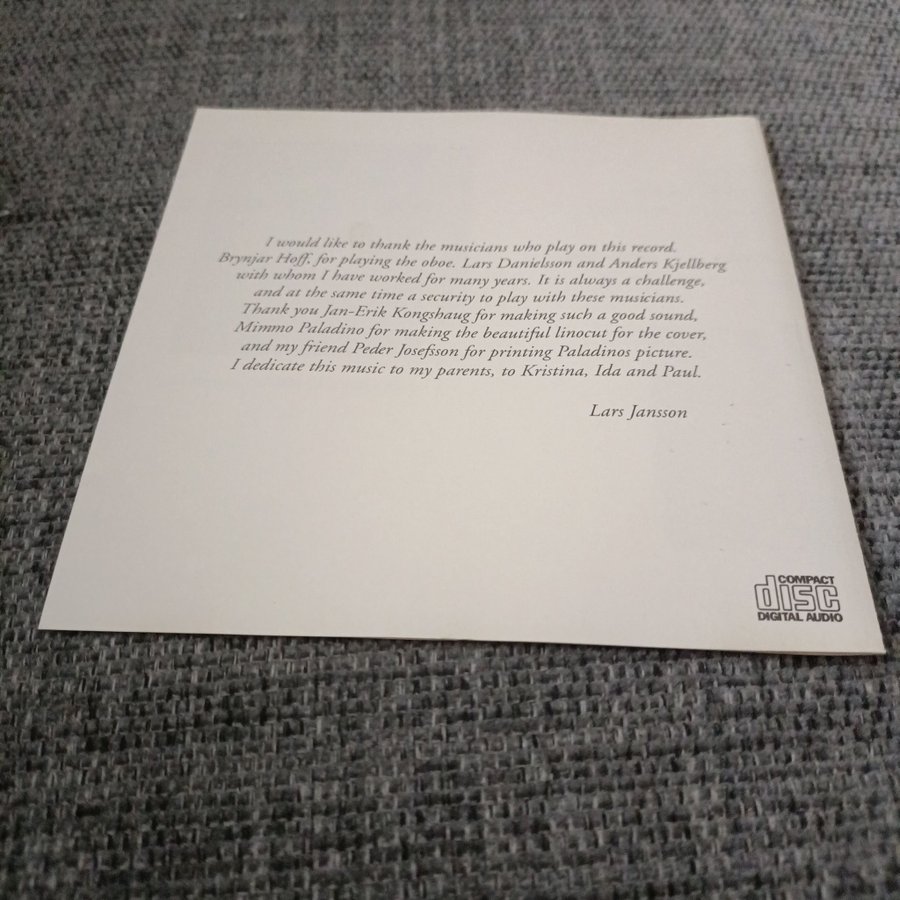 I would like to thank the musicians who play on this record.
Brynjar Hoff, for playing the oboe. Lars Danielsson and Anders Kjellberg
with whom I have worked for many years. It is always a challenge,
and at the same time a security to play with these musicians.
Thank you Jan-Erik Kongshaug for making such a good sound,
Mimmo Paladino for making the beautiful linocut for the cover,
and my friend Peder Josefsson for printing Paladinos picture.
I dedicate this music to my parents, to Kristina, Ida and Paul.
Lars Jansson
COMPACT
disc
DIGITAL AUDIO